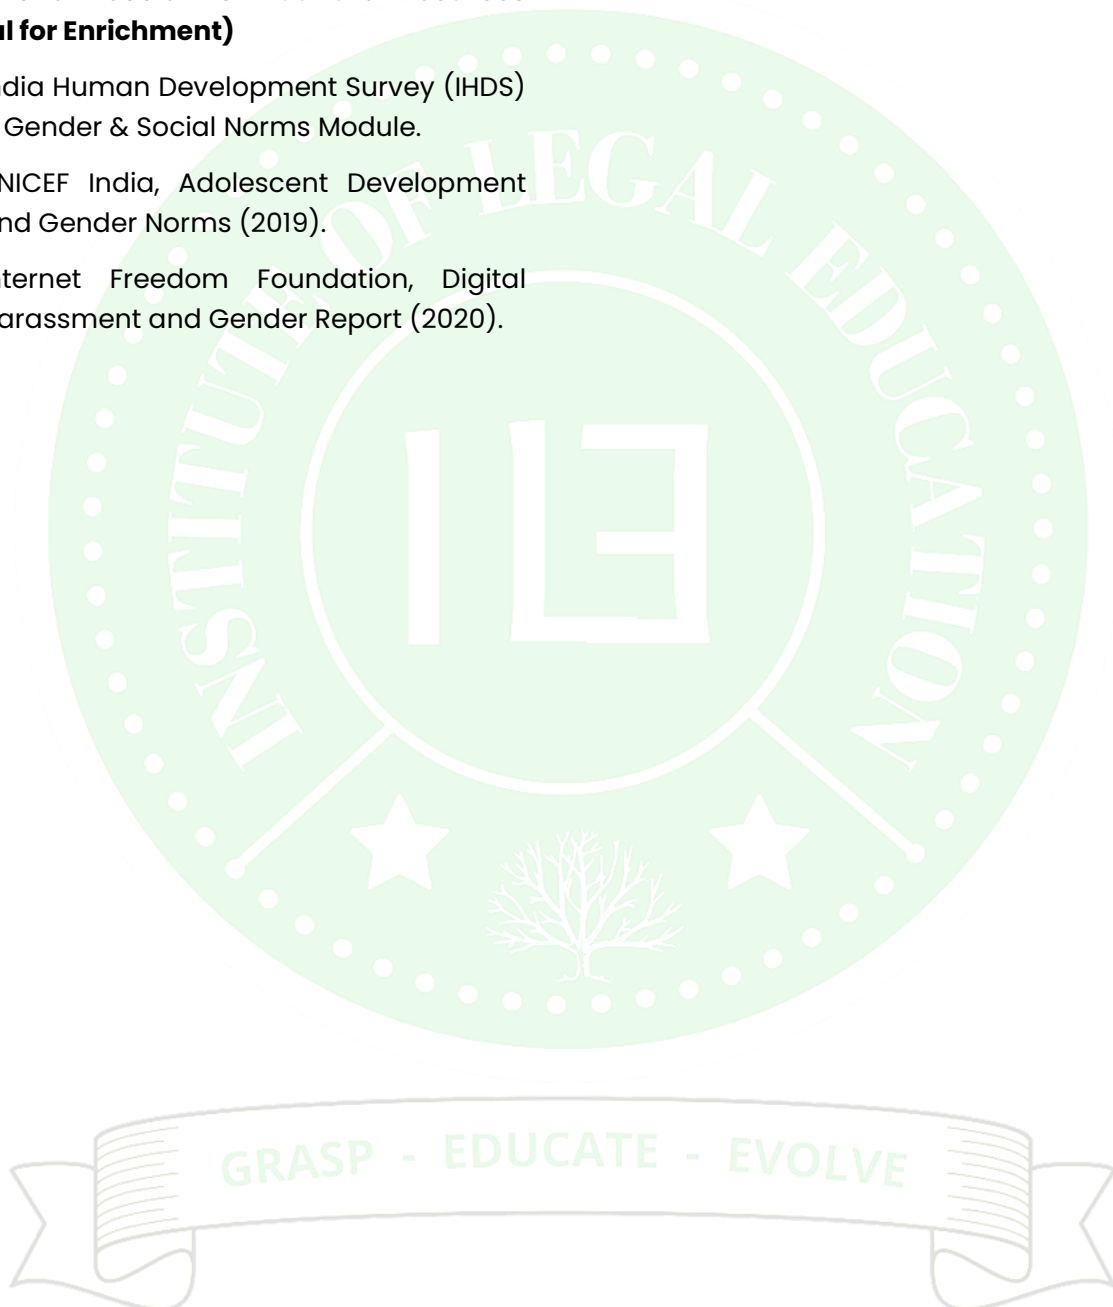 l for Enrichment)
dia Human Development Survey (IHDS)
Gender & Social Norms Module.
NICEF India, Adolescent Development
nd Gender Norms (2019).
ternet Freedom Foundation, Digital
arassment and Gender Report (2020).
INSTITUTE OF LEGAL EDUCATION
ILE
GRASP - EDUCATE - EVOLVE